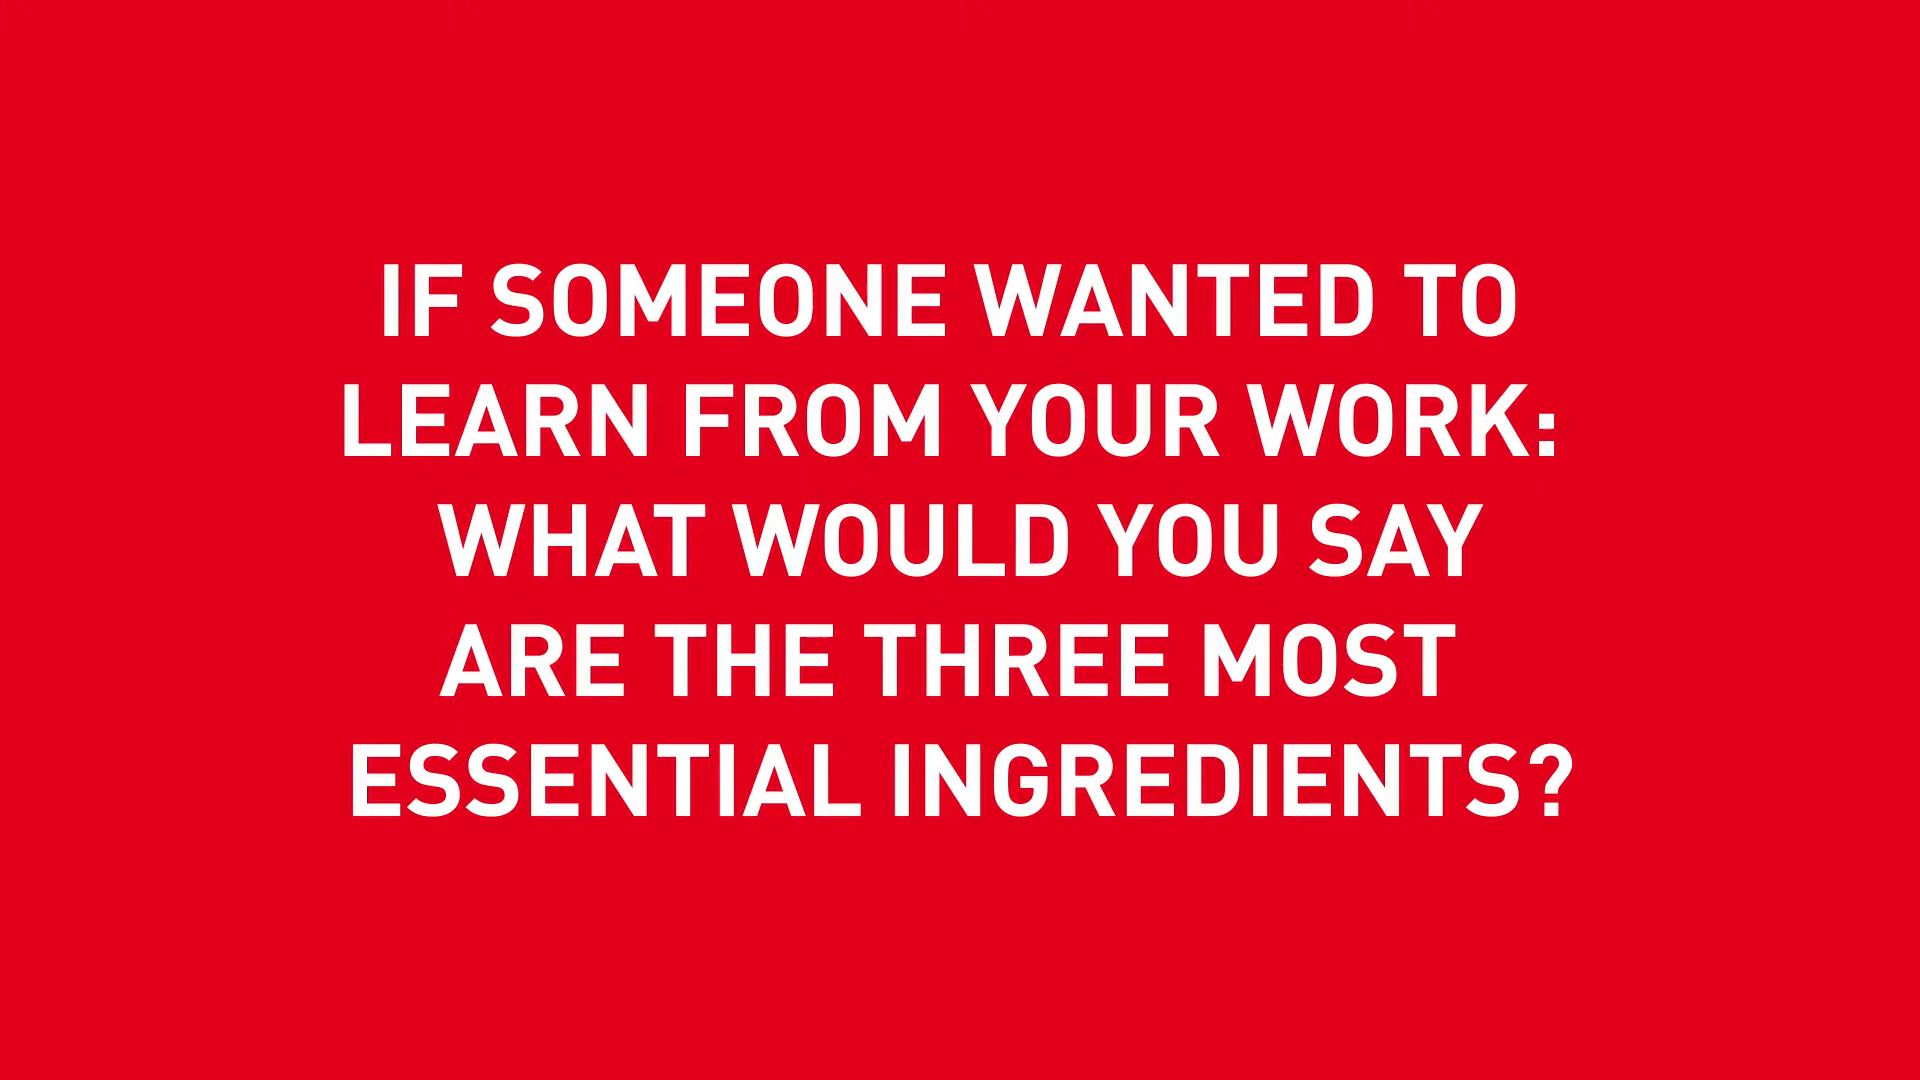 IF SOMEONE WANTED TO
LEARN FROM YOUR WORK:
WHAT WOULD YOU SAY
ARE THE THREE MOST
ESSENTIAL INGREDIENTS?